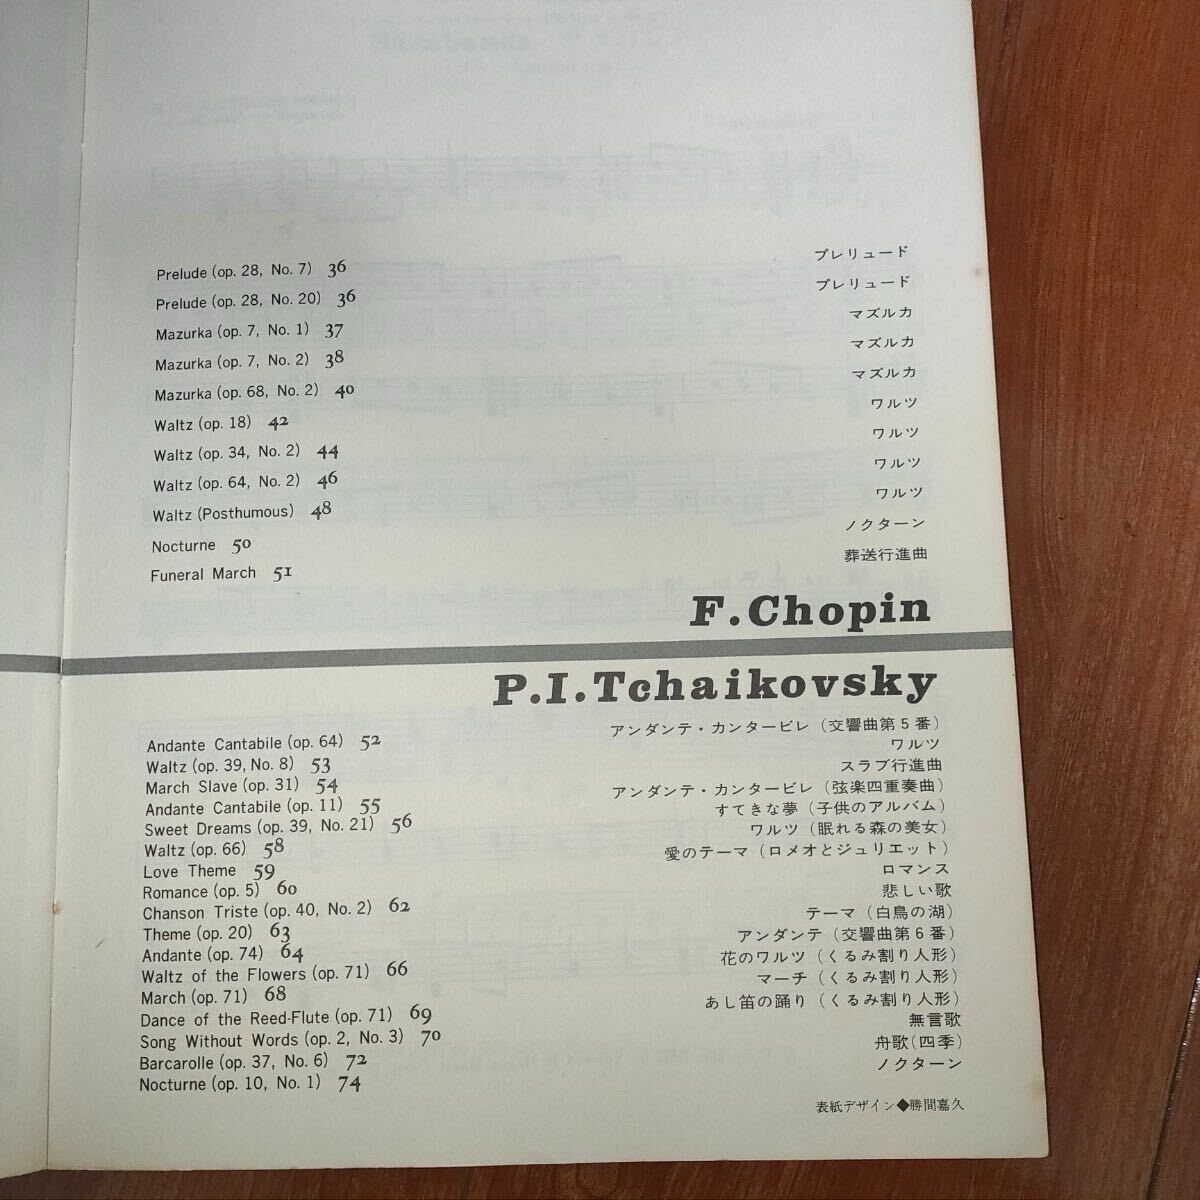 Prelude (op. 28, No. 7) 36 プレリュード
Prelude (op. 28, No. 20) 36 プレリュード
Mazurka (op. 7, No. 1) 37 マズルカ
Mazurka (op. 7, No. 2) 38 マズルカ
Mazurka (op. 68, No. 2) 40 マズルカ
Waltz (op. 18) 42 ワルツ
Waltz (op. 34, No. 2) 44 ワルツ
Waltz (op. 64, No. 2) 46 ワルツ
Waltz (Posthumous) 48 ワルツ
Nocturne 50 ノクターン
Funeral March 51 葬送行進曲
F.Chopin
P.I.Tchaikovsky
Andante Cantabile (op. 64) 52 アンダンテ・カンタービレ（交響曲第5番）
Waltz (op. 39, No. 8) 53 ワルツ
March Slave (op. 31) 54 スラブ行進曲
Andante Cantabile (op. 11) 55 アンダンテ・カンタービレ（弦楽四重奏曲）
Sweet Dreams (op. 39, No. 21) 56 すてきな夢（子供のアルバム）
Waltz (op. 66) 58 ワルツ（眠れる森の美女）
Love Theme 59 愛のテーマ（ロメオとジュリエット）
Romance (op. 5) 60 ロマンス
Chanson Triste (op. 40, No. 2) 62 悲しい歌
Theme (op. 20) 63 テーマ（白鳥の湖）
Andante (op. 74) 64 アンダンテ（交響曲第6番）
Waltz of the Flowers (op. 71) 66 花のワルツ（くるみ割り人形）
March (op. 71) 68 マーチ（くるみ割り人形）
Dance of the Reed-Flute (op. 71) 69 あし笛の踊り（くるみ割り人形）
Song Without Words (op. 2, No. 3) 70 無言歌
Barcarolle (op. 37, No. 6) 72 舟歌（四季）
Nocturne (op. 10, No. 1) 74 ノクターン
表紙デザイン◆勝間嘉久